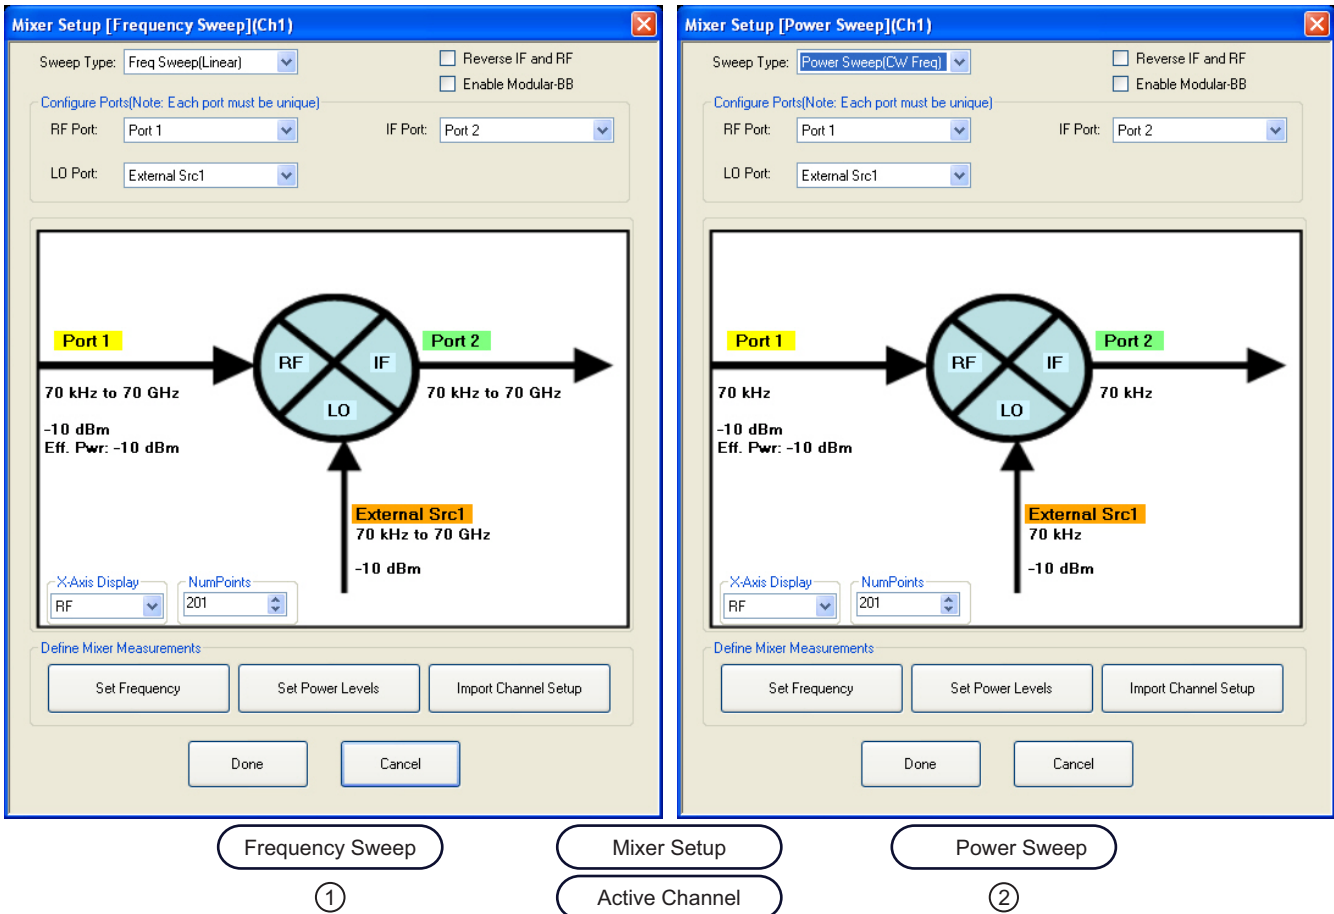 Mixer Setup [Frequency Sweep](Ch1)
Sweep Type: Freq Sweep(Linear)
Reverse IF and RF
Enable Modular-BB
Configure Ports(Note: Each port must be unique)
RF Port: Port 1
IF Port: Port 2
LO Port: External Src1
Port 1
Port 2
RF
IF
LO
70 kHz to 70 GHz
70 kHz to 70 GHz
-10 dBm
Eff. Pwr: -10 dBm
External Src1
70 kHz to 70 GHz
-10 dBm
X-Axis Display
NumPoints
RF
201
Define Mixer Measurements
Set Frequency
Set Power Levels
Import Channel Setup
Done
Cancel
Mixer Setup [Power Sweep](Ch1)
Sweep Type: Power Sweep(CW Freq)
Reverse IF and RF
Enable Modular-BB
Configure Ports(Note: Each port must be unique)
RF Port: Port 1
IF Port: Port 2
LO Port: External Src1
Port 1
Port 2
RF
IF
LO
70 kHz
70 kHz
-10 dBm
Eff. Pwr: -10 dBm
External Src1
70 kHz
-10 dBm
X-Axis Display
NumPoints
RF
201
Define Mixer Measurements
Set Frequency
Set Power Levels
Import Channel Setup
Done
Cancel
Frequency Sweep
Mixer Setup
Power Sweep
1
Active Channel
2